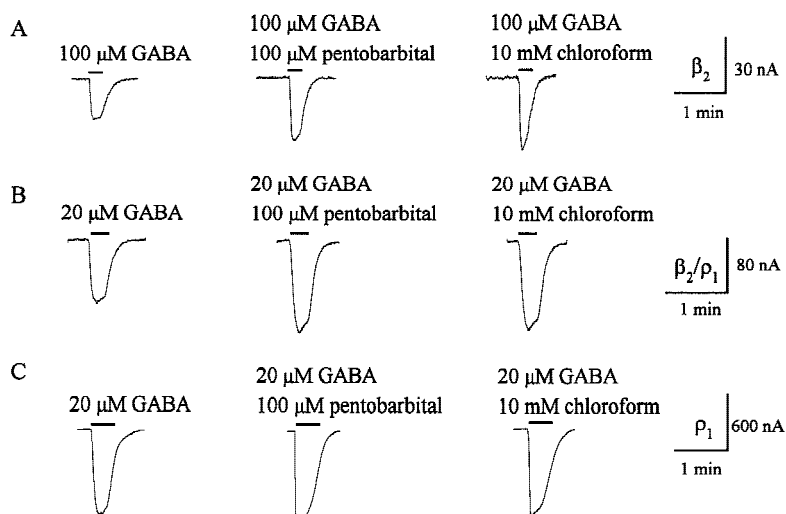 A
100 μM GABA
100 μM GABA
100 μM pentobarbital
100 μM GABA
10 mM chloroform
β₂
30 nA
1 min
B
20 μM GABA
20 μM GABA
100 μM pentobarbital
20 μM GABA
10 mM chloroform
β₂/ρ₁
80 nA
1 min
C
20 μM GABA
20 μM GABA
100 μM pentobarbital
20 μM GABA
10 mM chloroform
ρ₁
600 nA
1 min